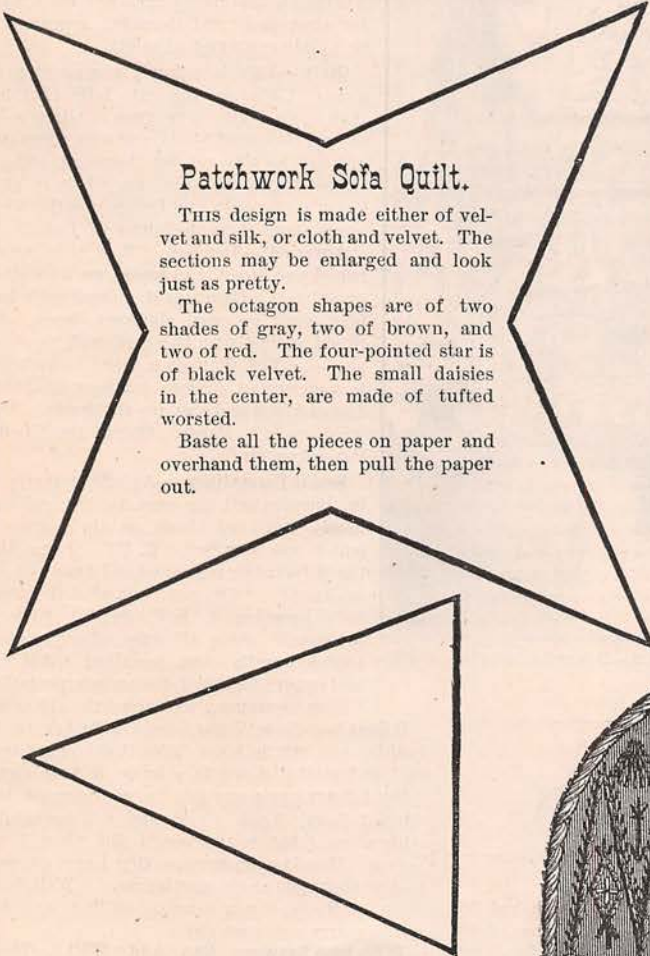 Patchwork Sofa Quilt.
THIS design is made either of vel-
vet and silk, or cloth and velvet. The
sections may be enlarged and look
just as pretty.
The octagon shapes are of two
shades of gray, two of brown, and
two of red. The four-pointed star is
of black velvet. The small daisies
in the center, are made of tufted
worsted.
Baste all the pieces on paper and
overhand them, then pull the paper
out.